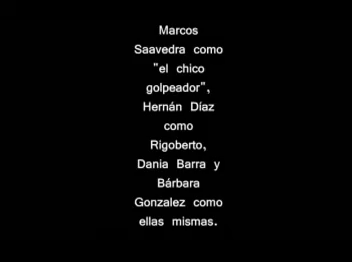 Marcos
Saavedra como
"el chico
golpeador",
Hernán Díaz
como
Rigoberto,
Dania Barra y
Bárbara
Gonzalez como
ellas mismas.